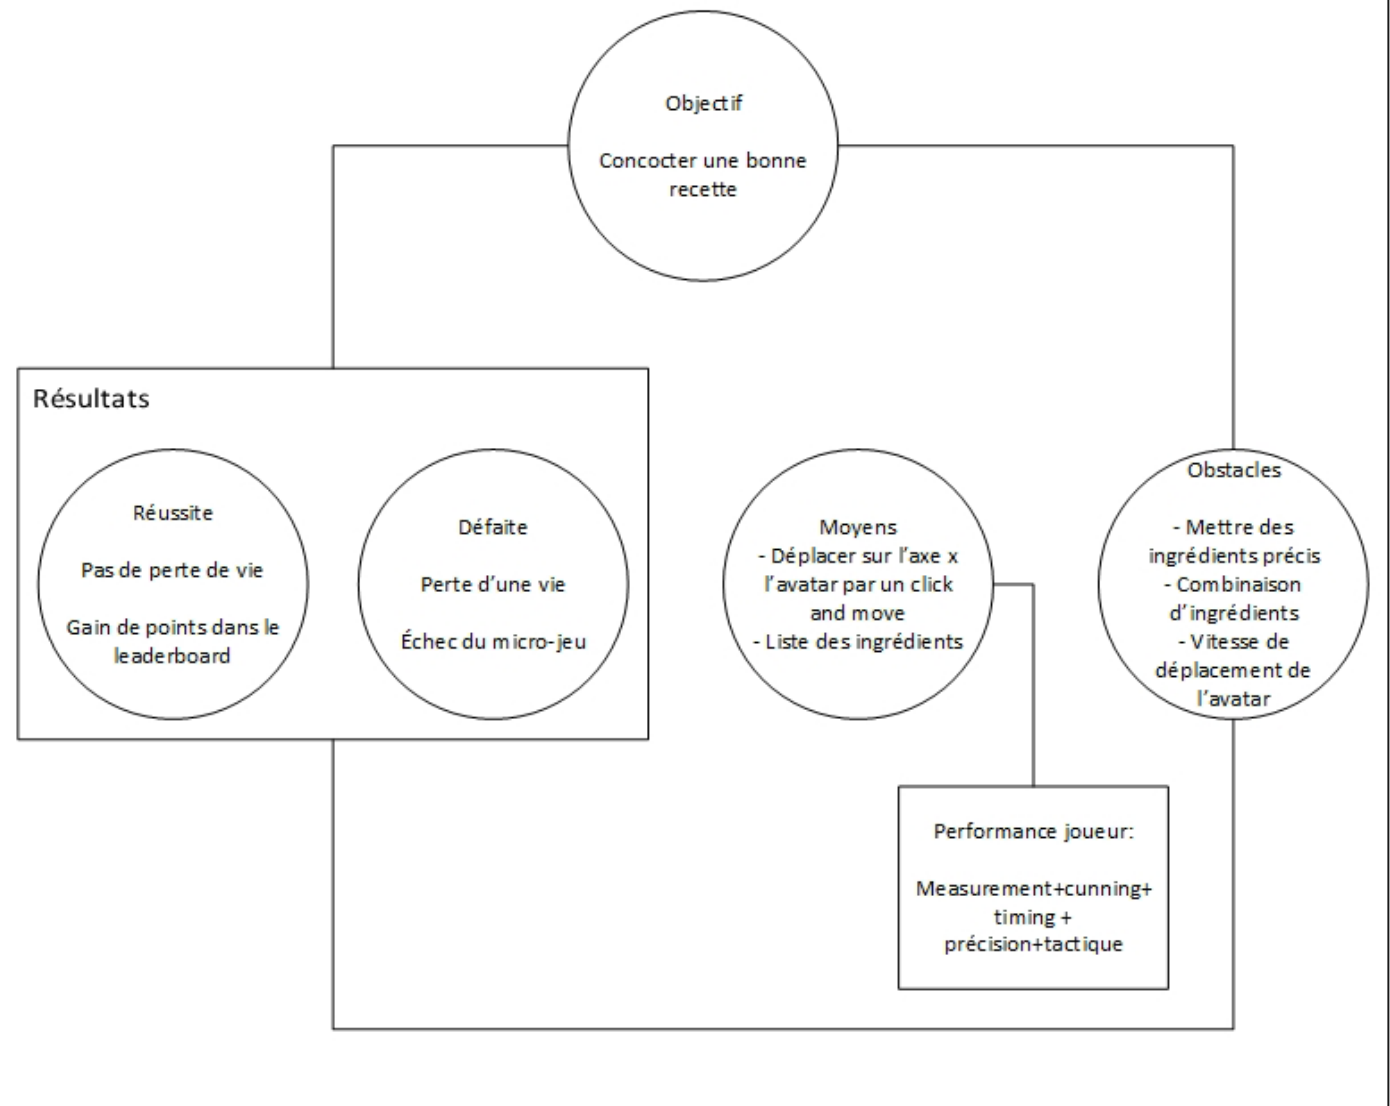 Objectif
Concocter une bonne
recette
Résultats
Réussite
Pas de perte de vie
Gain de points dans le
leaderboard
Défaite
Perte d’une vie
Échec du micro-jeu
Moyens
- Déplacer sur l’axe x
l’avatar par un click
and move
- Liste des ingrédients
Obstacles
- Mettre des
ingrédients précis
- Combinaison
d’ingrédients
- Vitesse de
déplacement de
l’avatar
Performance joueur:
Measurement+cunning+
timing +
précision+tactique